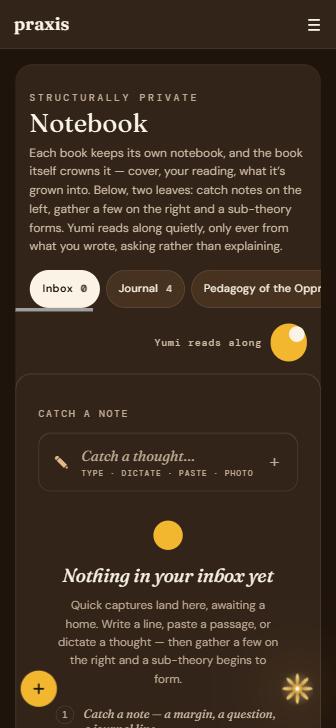 praxis
STRUCTURALLY PRIVATE
Notebook
Each book keeps its own notebook, and the book
itself crowns it — cover, your reading, what it's
grown into. Below, two leaves: catch notes on the
left, gather a few on the right and a sub-theory
forms. Yumi reads along quietly, only ever from
what you wrote, asking rather than explaining.
Inbox 0 Journal 4 Pedagogy of the Oppr
Yumi reads along
CATCH A NOTE
Catch a thought...
TYPE · DICTATE · PASTE · PHOTO
Nothing in your inbox yet
Quick captures land here, awaiting a
home. Write a line, paste a passage, or
dictate a thought — then gather a few on
the right and a sub-theory begins to
form.
1 Catch a note — a margin, a question,
a journal line.